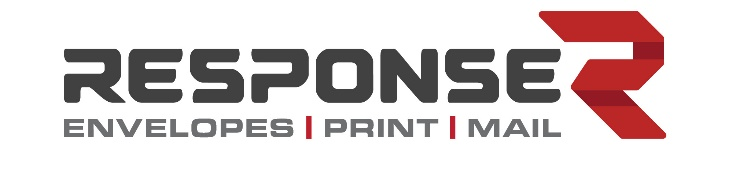 RESPONSE R
ENVELOPES | PRINT | MAIL